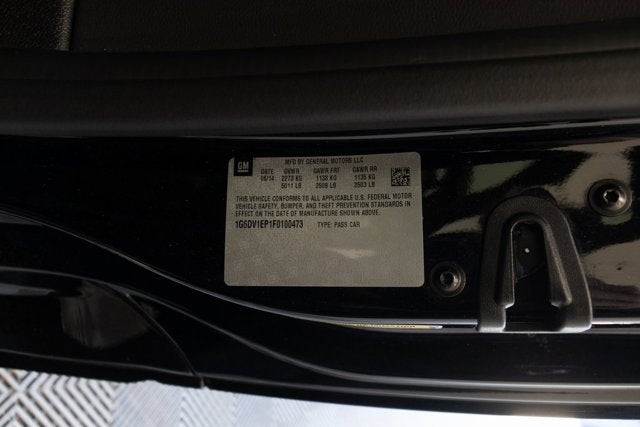 GM
MFD BY GENERAL MOTORS LLC
DATE GVWR GAWR FRT GAWR RR
06/14 2273 KG 1138 KG 1135 KG
5011 LB 2508 LB 2503 LB
THIS VEHICLE CONFORMS TO ALL APPLICABLE U.S. FEDERAL MOTOR
VEHICLE SAFETY, BUMPER, AND THEFT PREVENTION STANDARDS IN
EFFECT ON THE DATE OF MANUFACTURE SHOWN ABOVE.
1G6DV1EP1F0100473 TYPE: PASS CAR